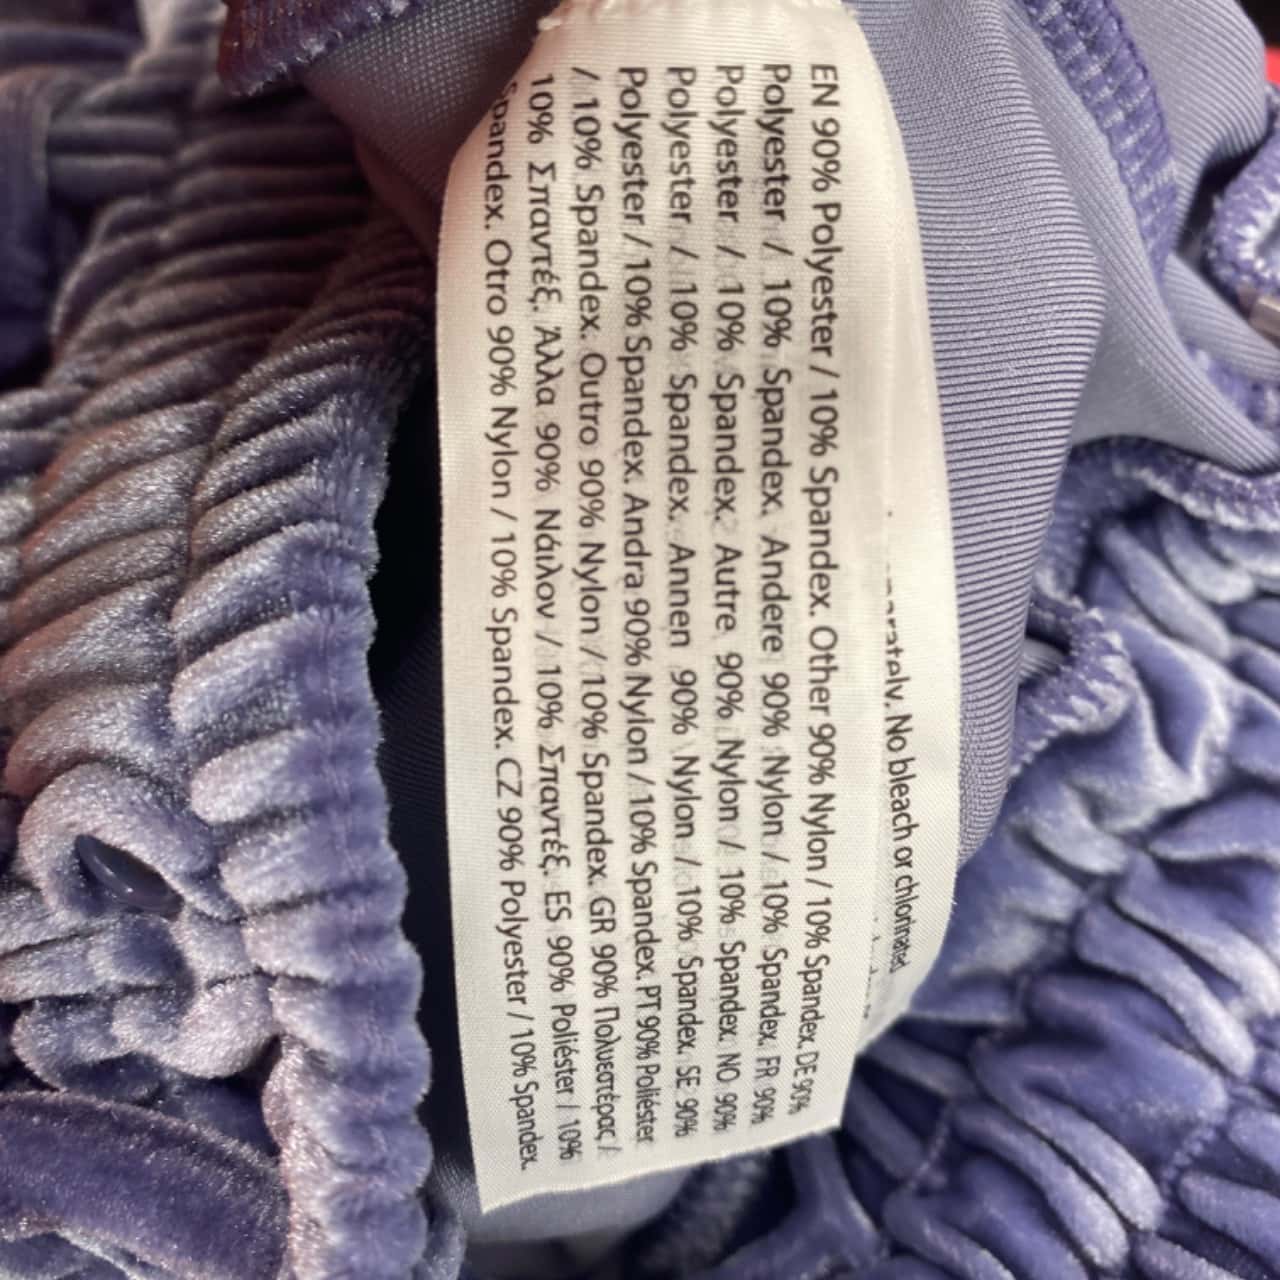 EN 90% Polyester / 10% Spandex. Other 90% Nylon / 10% Spandex. DE 90%
Polyester / 10% Spandex. Andere 90% Nylon / 10% Spandex. FR 90%
Polyester / 10% Spandex. Autre 90% Nylon / 10% Spandex. NO 90%
Polyester / 10% Spandex. Annen 90% Nylon / 10% Spandex. SE 90%
Polyester / 10% Spandex. Andra 90% Nylon / 10% Spandex. PT 90% Poliéster
/ 10% Spandex. Outro 90% Nylon / 10% Spandex. GR 90% Πολυεστέρας /
10% Σπαντέξ. Άλλα 90% Νάιλον / 10% Σπαντέξ. ES 90% Poliéster / 10%
Spandex. Otro 90% Nylon / 10% Spandex. CZ 90% Polyester / 10% Spandex.
No bleach or chlorinated